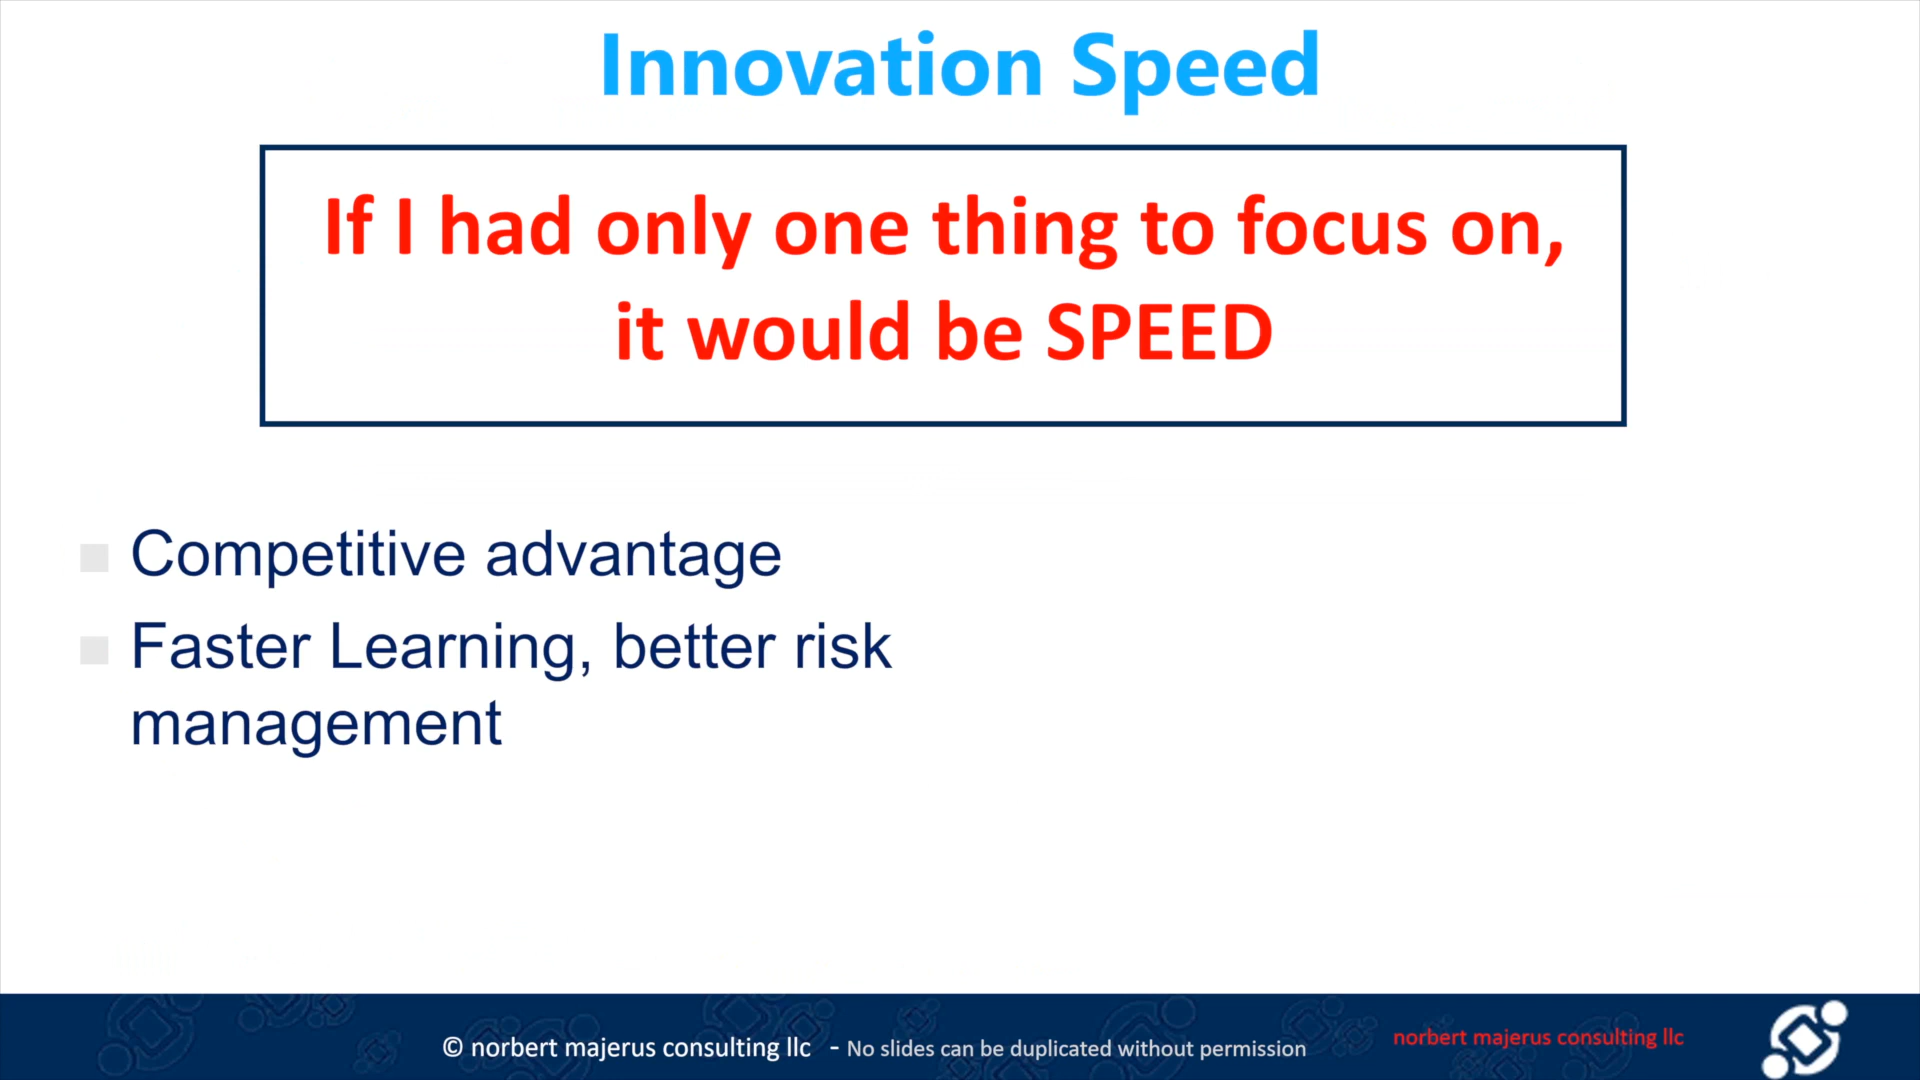 Innovation Speed
If I had only one thing to focus on,
it would be SPEED
Competitive advantage
Faster Learning, better risk
management
© norbert majerus consulting llc - No slides can be duplicated without permission
norbert majerus consulting llc